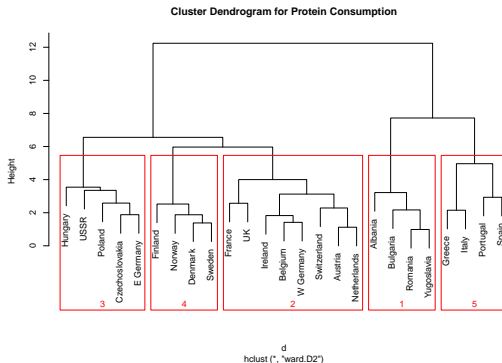 Cluster Dendrogram for Protein Consumption
Height
12
10
8
6
4
2
0
Hungary
USSR
Poland
Czechoslovakia
E Germany
Finland
Norway
Denmark
Sweden
France
UK
Ireland
Belgium
W Germany
Switzerland
Austria
Netherlands
Albania
Bulgaria
Romania
Yugoslavia
Greece
Italy
Portugal
Spain
3
4
2
1
5
d
hclust (*, "ward.D2")